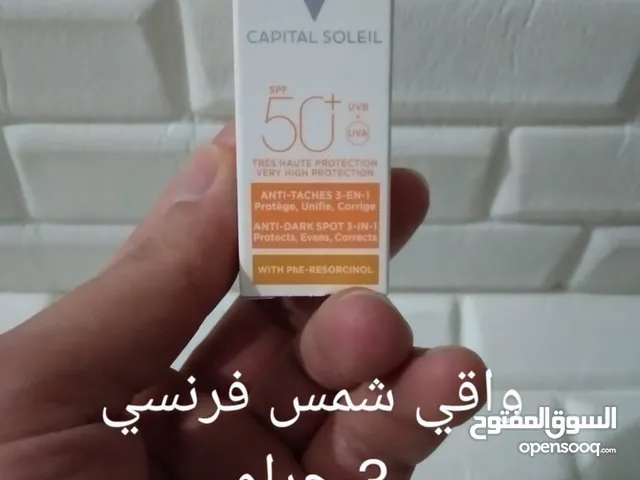 CAPITAL SOLEIL
SPF
50+
UVB
+
UVA
TRÈS HAUTE PROTECTION
VERY HIGH PROTECTION
ANTI-TACHES 3-EN-1
Protège, Unifie, Corrige
ANTI-DARK SPOT 3-IN-1
Protects, Evens, Corrects
WITH PhE-RESORCINOL
واقي شمس فرنسي
3 جرام
السوق المفتوح
opensooq.com